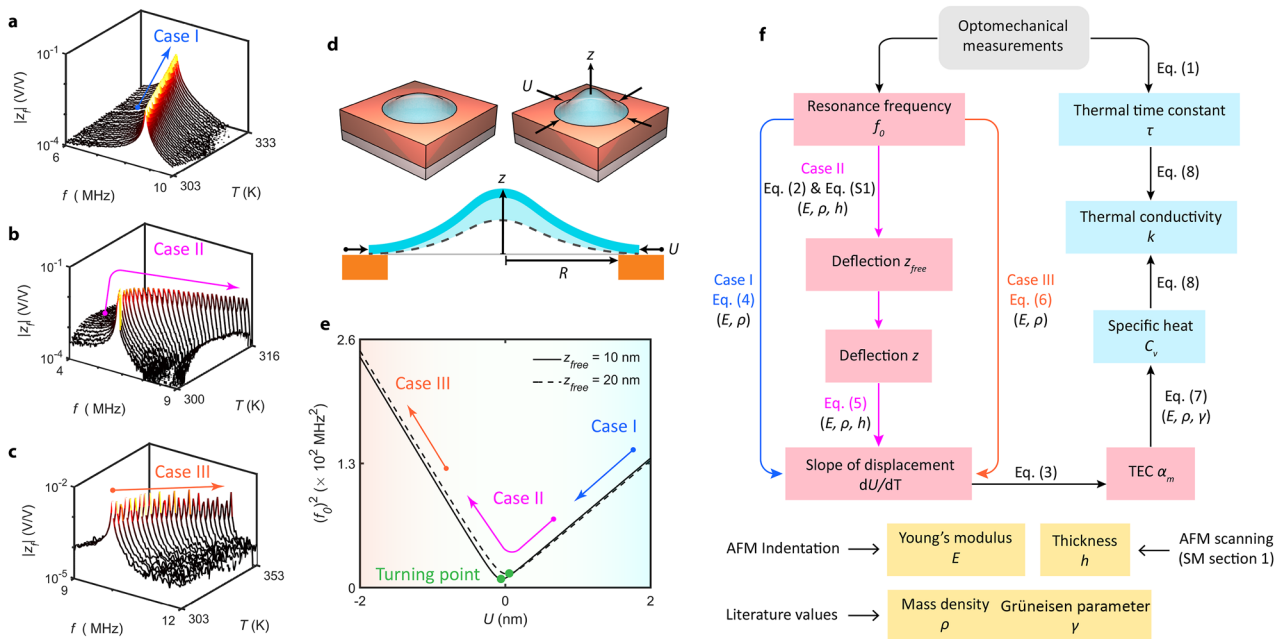 a
Case I
10⁻¹
|z_f| (V/V)
10⁻⁴
6
f ( MHz)
10
303
T (K)
333
b
Case II
10⁻¹
|z_f| (V/V)
10⁻⁴
4
f ( MHz)
9
300
T (K)
316
c
Case III
10⁻²
|z_f| (V/V)
10⁻⁵
9
f ( MHz)
12
303
T (K)
353
d
z
U
z
U
R
e
2.6
1.3
0
(f₀)² (× 10² MHz²)
z_free = 10 nm
z_free = 20 nm
Case III
Case I
Case II
Turning point
-2
0
2
U (nm)
f
Optomechanical
measurements
Eq. (1)
Resonance frequency
f₀
Thermal time constant
τ
Case II
Eq. (2) & Eq. (S1)
(E, ρ, h)
Eq. (8)
Thermal conductivity
k
Deflection z_free
Case I
Eq. (4)
(E, ρ)
Case III
Eq. (6)
(E, ρ)
Eq. (8)
Deflection z
Specific heat
C_v
Eq. (5)
(E, ρ, h)
Eq. (7)
(E, ρ, γ)
Slope of displacement
dU/dT
Eq. (3)
TEC α_m
AFM Indentation
Young's modulus
E
Thickness
h
AFM scanning
(SM section 1)
Literature values
Mass density
ρ
Grüneisen parameter
γ